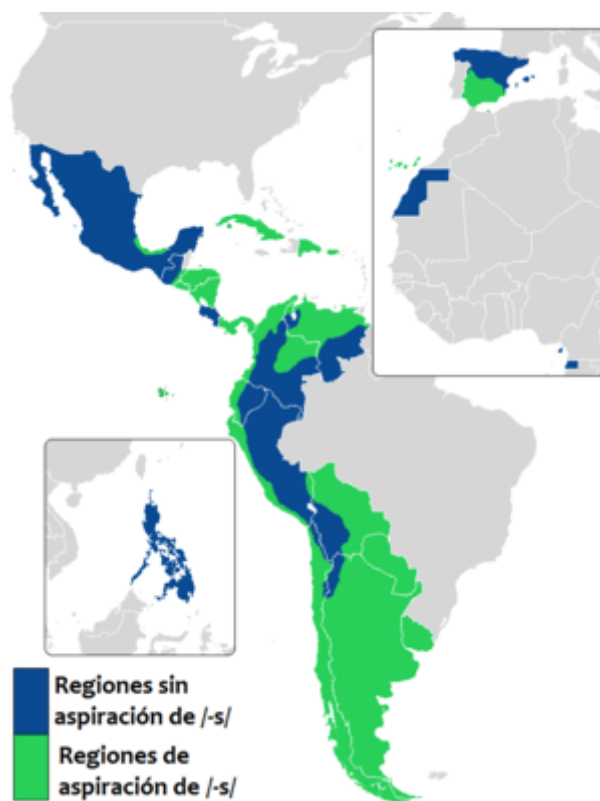 Regiones sin
aspiración de /-s/
Regiones de
aspiración de /-s/